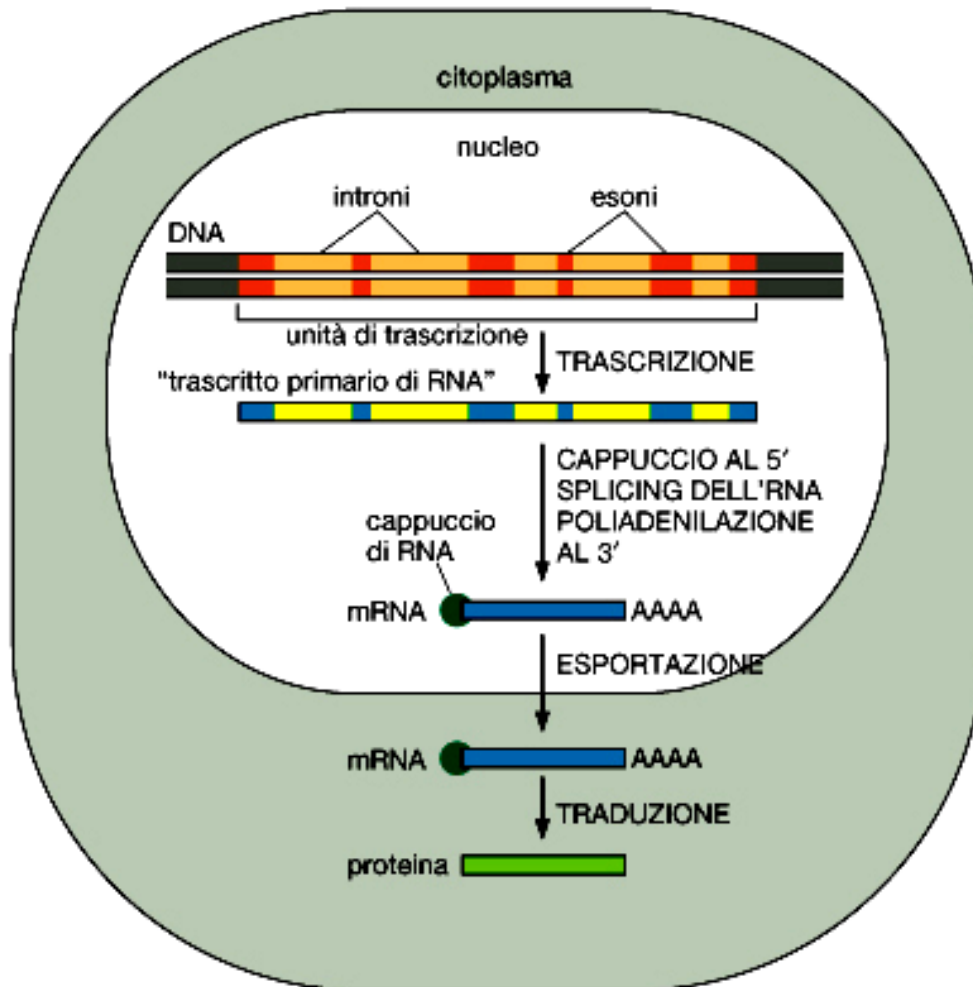 citoplasma
nucleo
introni
esoni
DNA
unità di trascrizione
TRASCRIZIONE
"trascritto primario di RNA"
CAPPUCCIO AL 5′
SPLICING DELL'RNA
POLIADENILAZIONE
AL 3′
cappuccio
di RNA
mRNA
AAAA
ESPORTAZIONE
mRNA
AAAA
TRADUZIONE
proteina